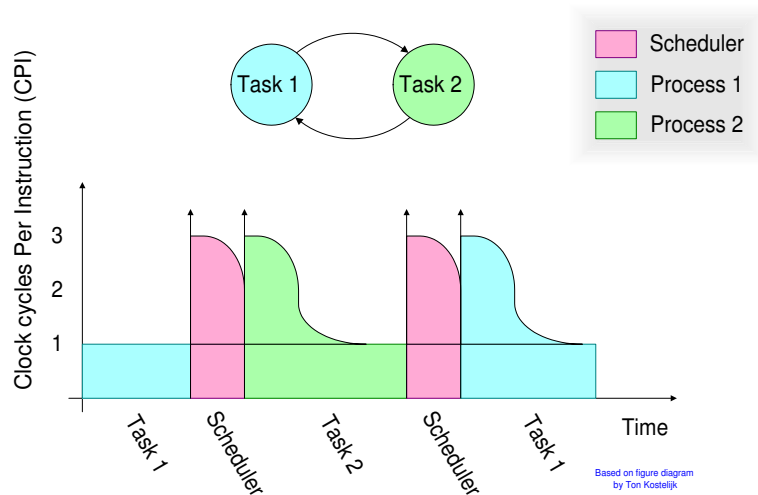 Task 1
Task 2
Scheduler
Process 1
Process 2
Clock cycles Per Instruction (CPI)
3
2
1
Task 1
Scheduler
Task 2
Scheduler
Task 1
Time
Based on figure diagram
by Ton Kostelijk